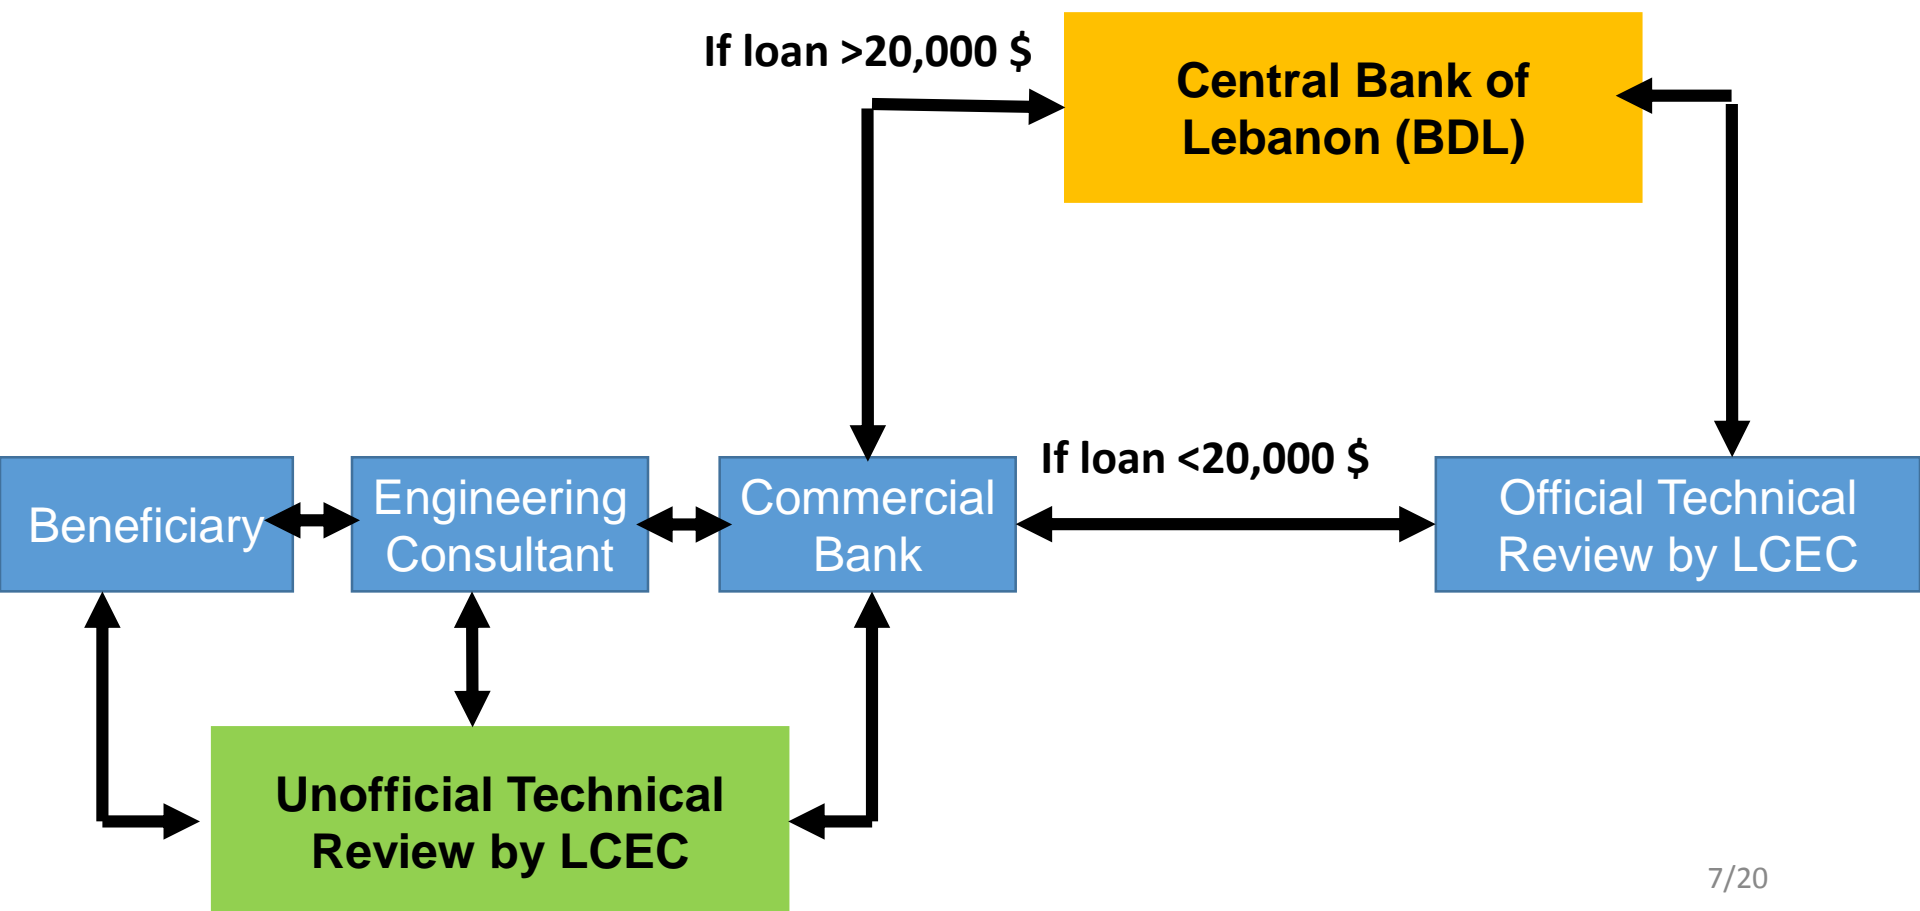 If loan >20,000 $
Central Bank of
Lebanon (BDL)
If loan <20,000 $
Beneficiary
Engineering
Consultant
Commercial
Bank
Official Technical
Review by LCEC
Unofficial Technical
Review by LCEC
7/20